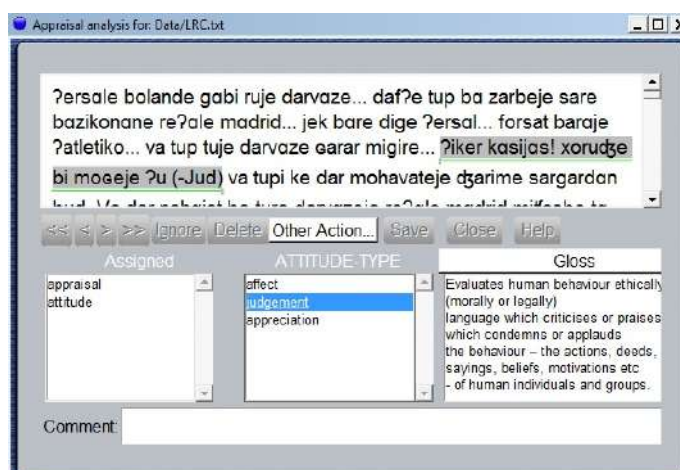 Appraisal analysis for: Data/LRC.txt
ʔersale bolande gabi ruje darvaze... dafʔe tup ba zarbeje sare
bazikonane reʔale madrid... jek bare dige ʔersal... forsat baraje
ʔatletiko... va tup tuje darvaze ɢarar migire... ʔiker kasijas! xoruʤe
bi moɢeje ʔu (-Jud) va tupi ke dar mohavateje ʤarime sargardan
<< < > >> Ignore Delete Other Action... Save Close Help
Assigned ATTITUDE-TYPE Gloss
appraisal
attitude
affect
judgement
appreciation
Evaluates human behaviour ethically
(morally or legally)
language which criticises or praises
which condemns or applauds
the behaviour – the actions, deeds,
sayings, beliefs, motivations etc
- of human individuals and groups.
Comment: